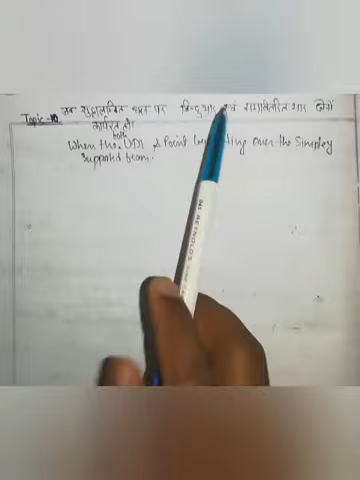 Topic-10 जब शुद्धालम्बित धरन पर बिन्दु भार एवं समवितरित भार दोनों
कार्यरत हो
When the both UDL & Point acting over the Simpley
supported beam.